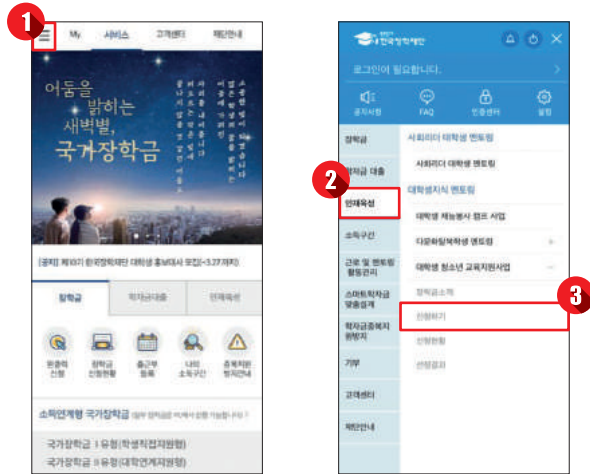 1
My 서비스 고객센터 재단안내
어둠을
밝히는
새벽별,
국가장학금
[공지] 제10기 한국장학재단 대학생 홍보대사 모집(~3.27까지)
장학금 학자금대출 인재육성
원클릭 신청
장학금 신청현황
출근부 등록
나의 소득구간
중복지원 방지안내
소득연계형 국가장학금
국가장학금 I 유형(학생직접지원형)
국가장학금 II 유형(대학연계지원형)
한국장학재단
로그인이 필요합니다.
공지사항 FAQ 인증센터 설정
2
장학금
학자금 대출
인재육성
소득구간
근로 및 멘토링
활동관리
스마트학자금
맞춤설계
학자금중복지
원방지
기부
고객센터
재단안내
사회리더 대학생 멘토링
사회리더 대학생 멘토링
대학생지식 멘토링
대학생 재능봉사 캠프 사업
다문화탈북학생 멘토링 +
대학생 청소년 교육지원사업 -
장학금소개
신청하기
3
신청현황
선정결과